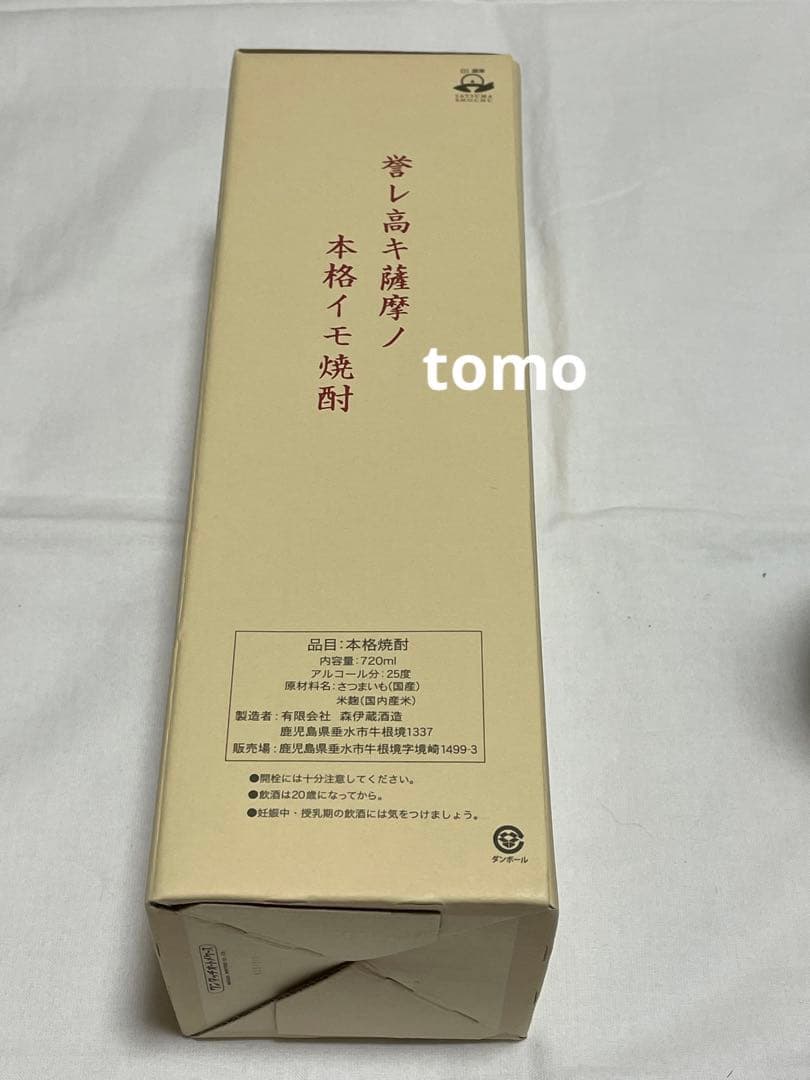 SATSUMA
SHOCHU
誉レ高キ薩摩ノ
本格イモ焼酎
tomo
品目:本格焼酎
内容量:720ml
アルコール分:25度
原材料名:さつまいも(国産)
米麹(国内産米)
製造者:有限会社 森伊蔵酒造
鹿児島県垂水市牛根境1337
販売場:鹿児島県垂水市牛根境字境崎1499-3
●開栓には十分注意してください。
●飲酒は20歳になってから。
●妊娠中・授乳期の飲酒には気をつけましょう。
ダンボール